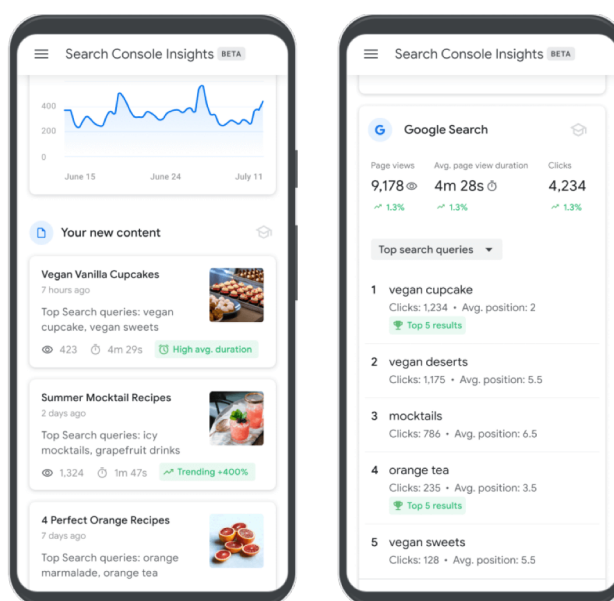 Search Console Insights BETA
400
200
0
June 15 June 24 July 11
Your new content
Vegan Vanilla Cupcakes
7 hours ago
Top Search queries: vegan
cupcake, vegan sweets
423 4m 29s High avg. duration
Summer Mocktail Recipes
2 days ago
Top Search queries: icy
mocktails, grapefruit drinks
1,324 1m 47s Trending +400%
4 Perfect Orange Recipes
7 days ago
Top Search queries: orange
marmalade, orange tea
Search Console Insights BETA
G Google Search
Page views Avg. page view duration Clicks
9,178 4m 28s 4,234
1.3% 1.3% 1.3%
Top search queries
1 vegan cupcake
Clicks: 1,234 • Avg. position: 2
Top 5 results
2 vegan deserts
Clicks: 1,175 • Avg. position: 5.5
3 mocktails
Clicks: 786 • Avg. position: 6.5
4 orange tea
Clicks: 235 • Avg. position: 3.5
Top 5 results
5 vegan sweets
Clicks: 128 • Avg. position: 5.5